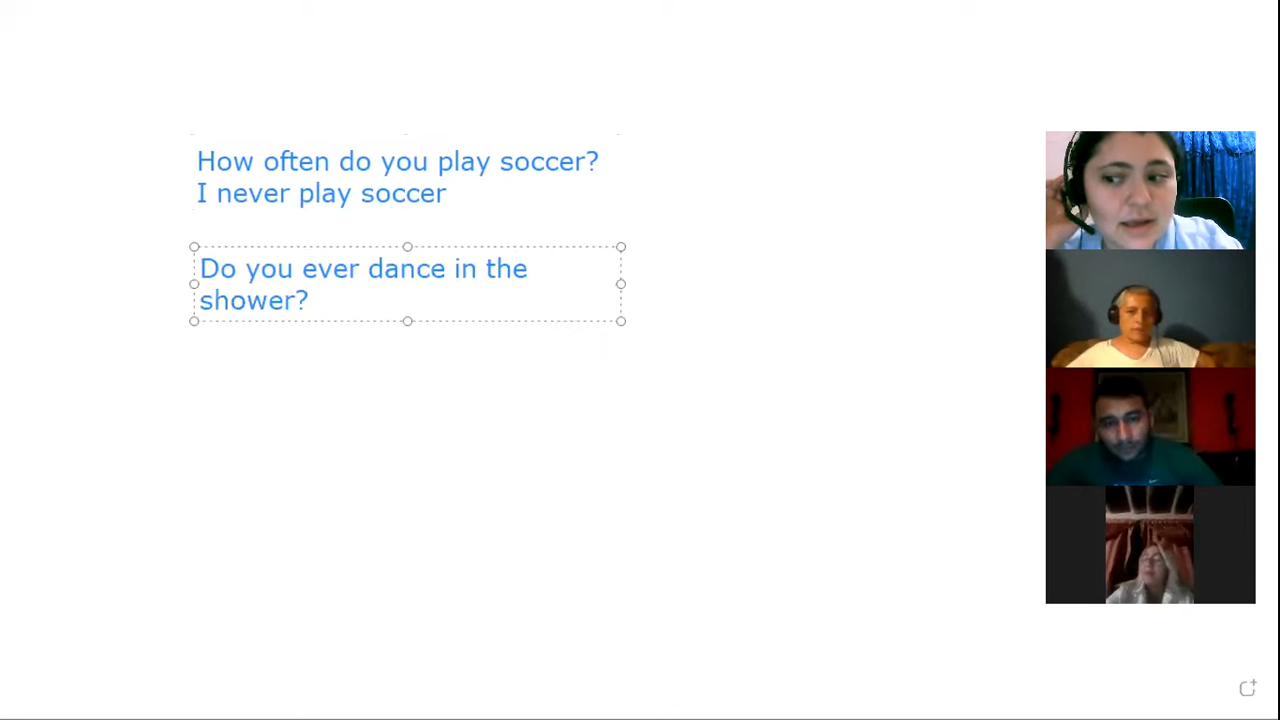 How often do you play soccer?
I never play soccer
Do you ever dance in the
shower?